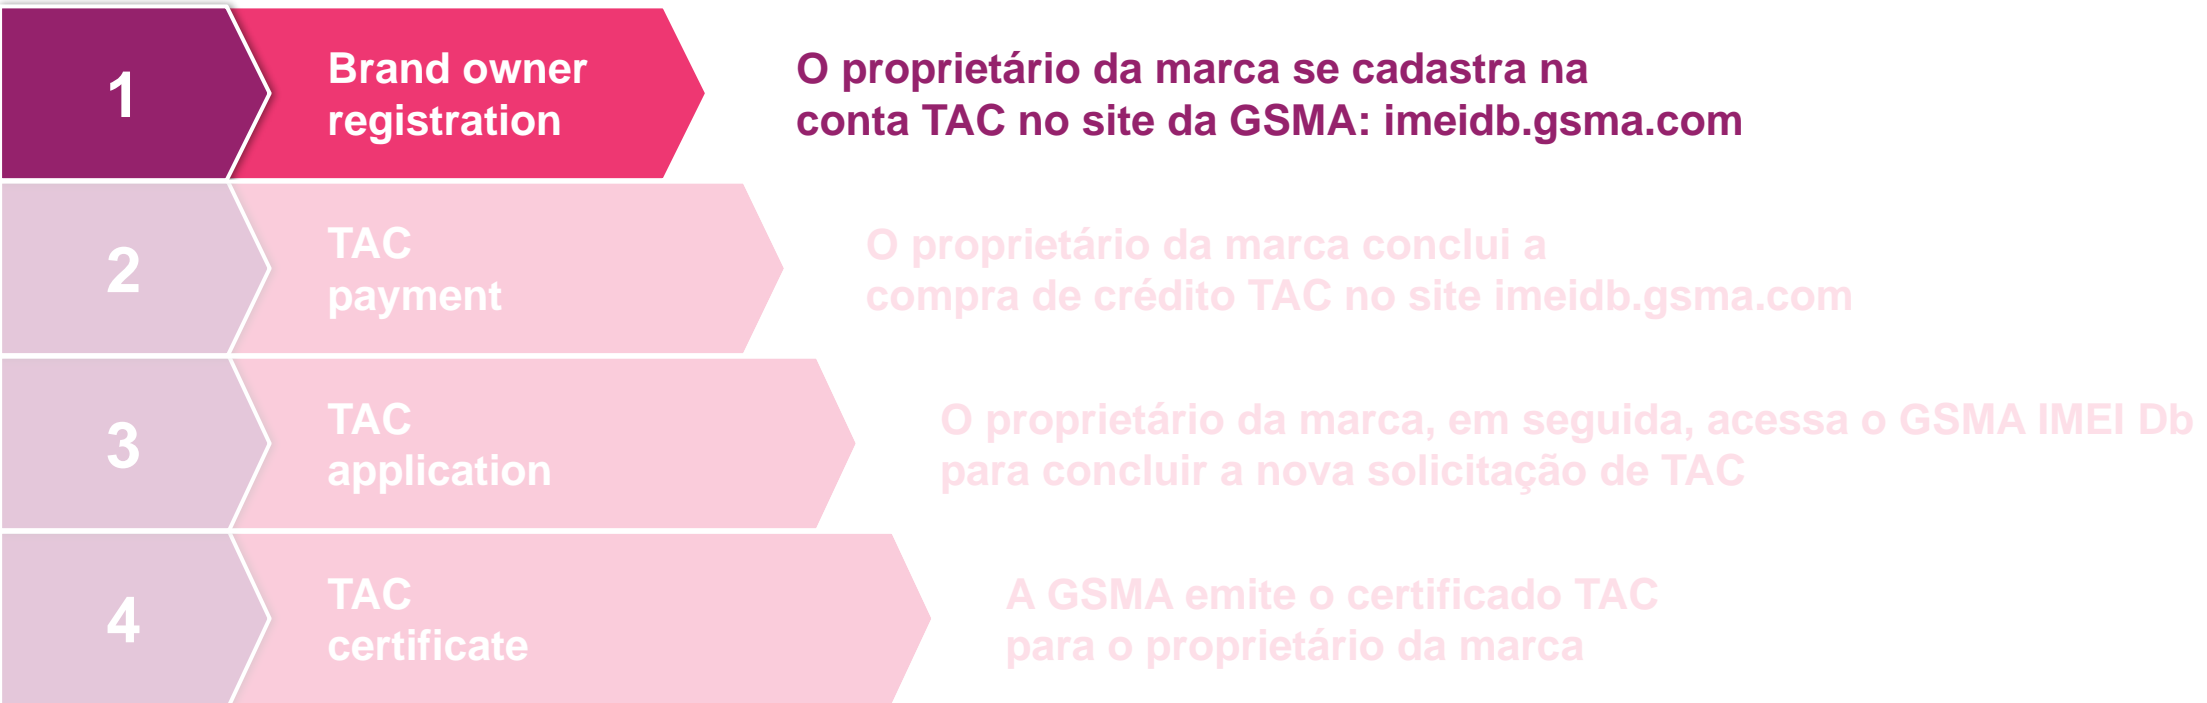 1
Brand owner
registration
O proprietário da marca se cadastra na
conta TAC no site da GSMA: imeidb.gsma.com
2
TAC
payment
O proprietário da marca conclui a
compra de crédito TAC no site imeidb.gsma.com
3
TAC
application
O proprietário da marca, em seguida, acessa o GSMA IMEI Db
para concluir a nova solicitação de TAC
4
TAC
certificate
A GSMA emite o certificado TAC
para o proprietário da marca